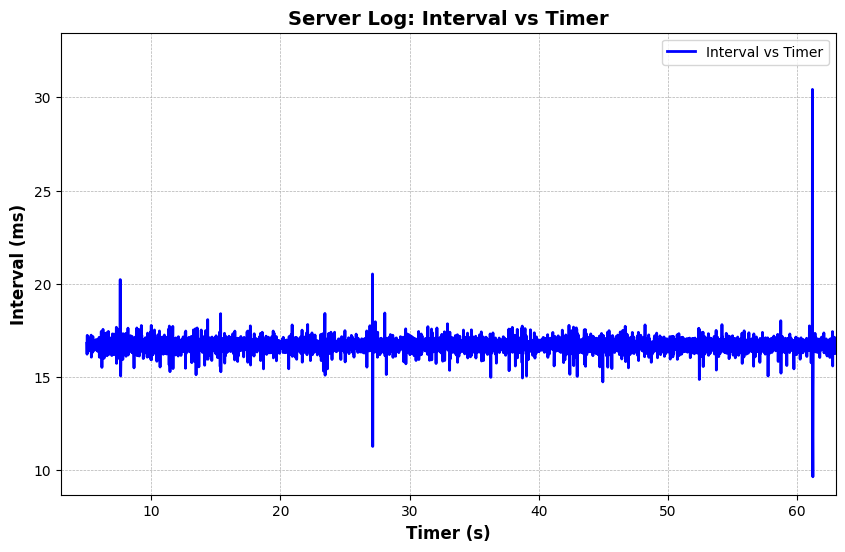 Server Log: Interval vs Timer
Interval vs Timer
Interval (ms)
30
25
20
15
10
10 20 30 40 50 60
Timer (s)